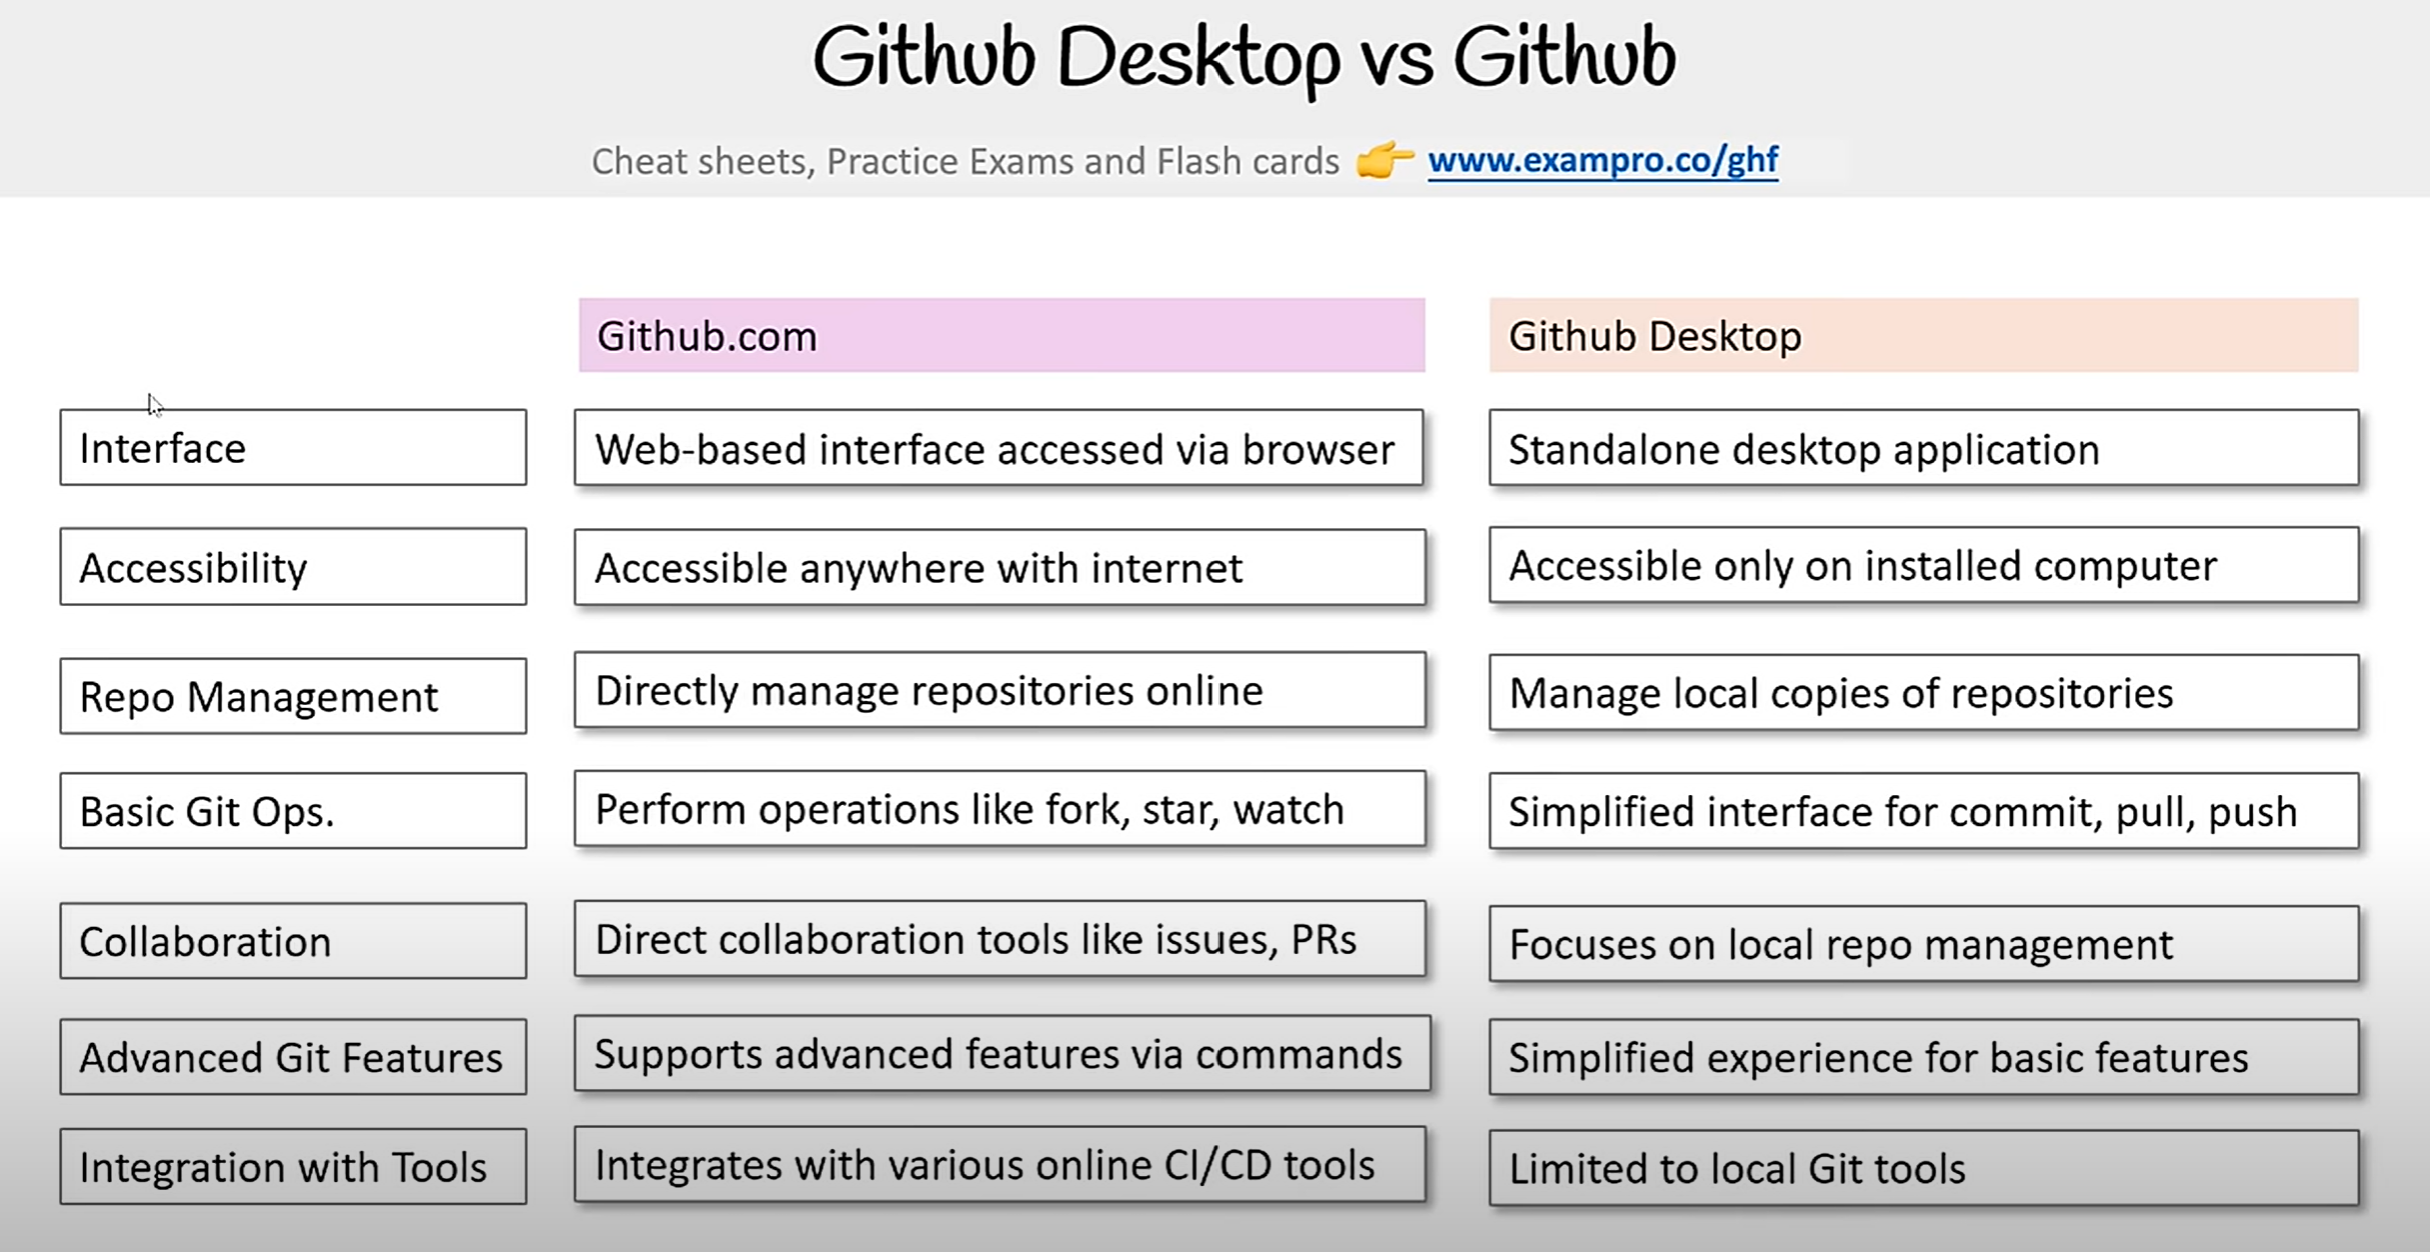 Github Desktop vs Github
Cheat sheets, Practice Exams and Flash cards 👉 www.exampro.co/ghf
Github.com
Github Desktop
Interface
Web-based interface accessed via browser
Standalone desktop application
Accessibility
Accessible anywhere with internet
Accessible only on installed computer
Repo Management
Directly manage repositories online
Manage local copies of repositories
Basic Git Ops.
Perform operations like fork, star, watch
Simplified interface for commit, pull, push
Collaboration
Direct collaboration tools like issues, PRs
Focuses on local repo management
Advanced Git Features
Supports advanced features via commands
Simplified experience for basic features
Integration with Tools
Integrates with various online CI/CD tools
Limited to local Git tools